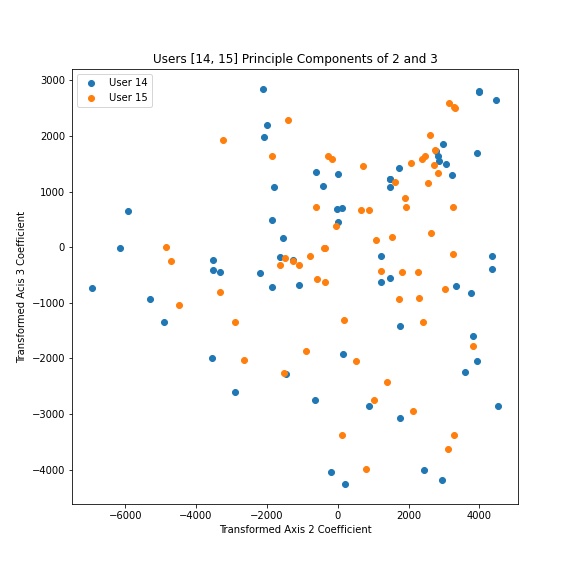 Users [14, 15] Principle Components of 2 and 3
User 14
User 15
Transformed Acis 3 Coefficient
3000
2000
1000
0
−1000
−2000
−3000
−4000
−6000 −4000 −2000 0 2000 4000
Transformed Axis 2 Coefficient